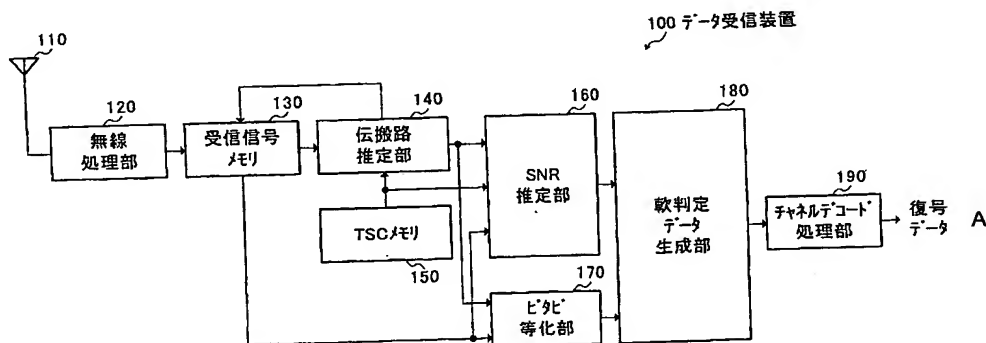 100 データ受信装置
110
120
無線
処理部
130
受信信号
メモリ
140
伝搬路
推定部
TSCメモリ
150
160
SNR
推定部
170
ビタビ
等化部
180
軟判定
データ
生成部
190
チャネルデコード
処理部
復号
データ
A